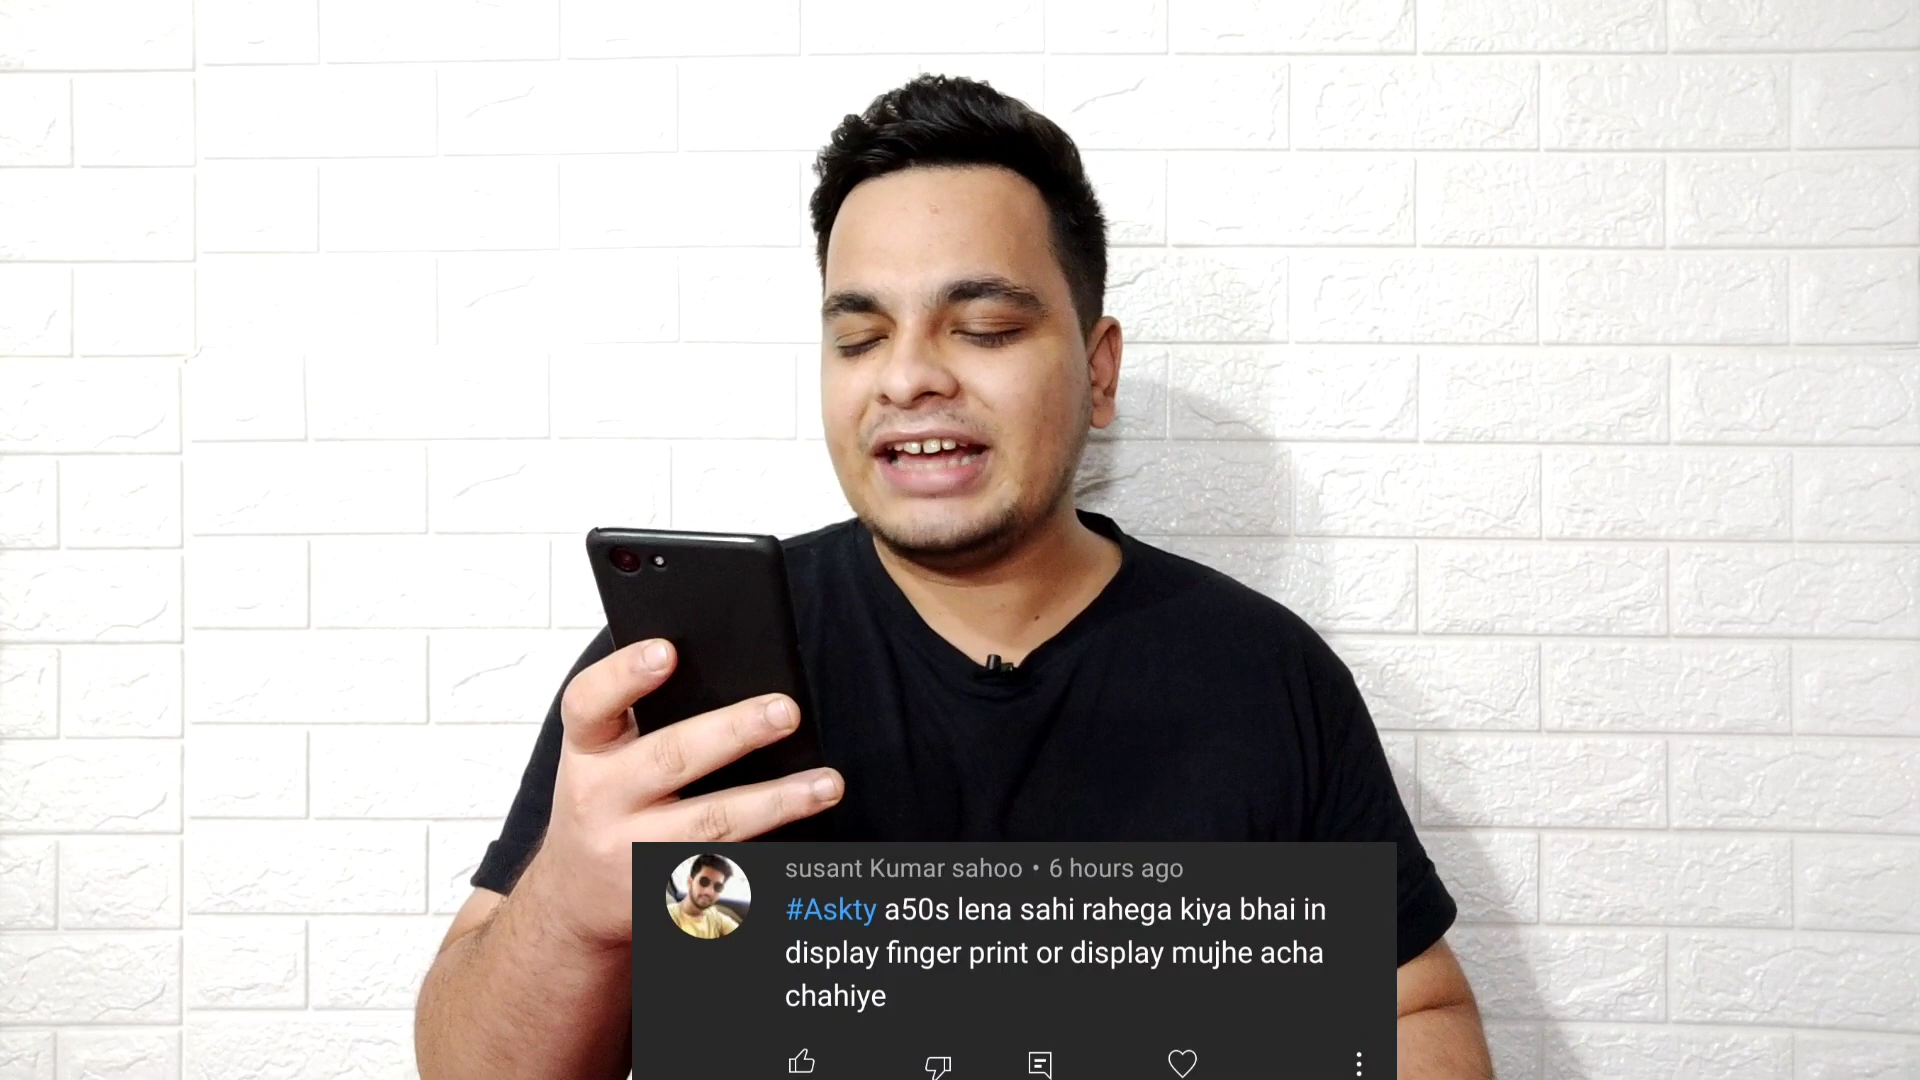 susant Kumar sahoo • 6 hours ago
#Askty a50s lena sahi rahega kiya bhai in
display finger print or display mujhe acha
chahiye